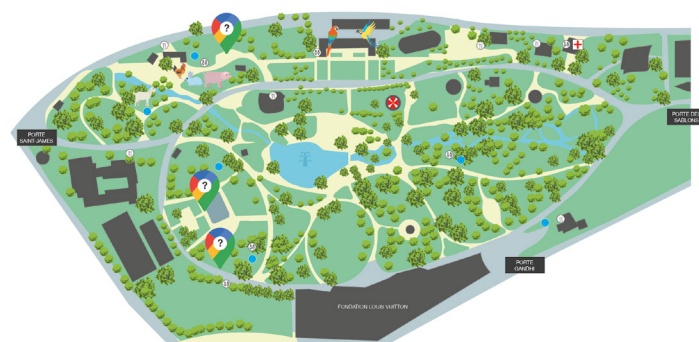 ?
PORTE
SAINT-JAMES
PORTE DES
SABLONS
?
?
PORTE
GANDHI
FONDATION LOUIS VUITTON